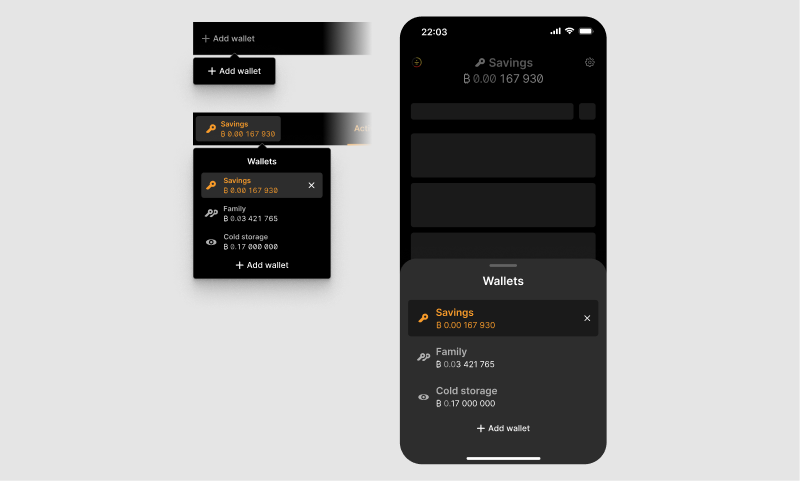 Add wallet
Add wallet
Savings
₿ 0.00 167 930
Wallets
Savings
₿ 0.00 167 930
Family
₿ 0.03 421 765
Cold storage
₿ 0.17 000 000
Add wallet
22:03
Savings
₿ 0.00 167 930
Wallets
Savings
₿ 0.00 167 930
Family
₿ 0.03 421 765
Cold storage
₿ 0.17 000 000
Add wallet